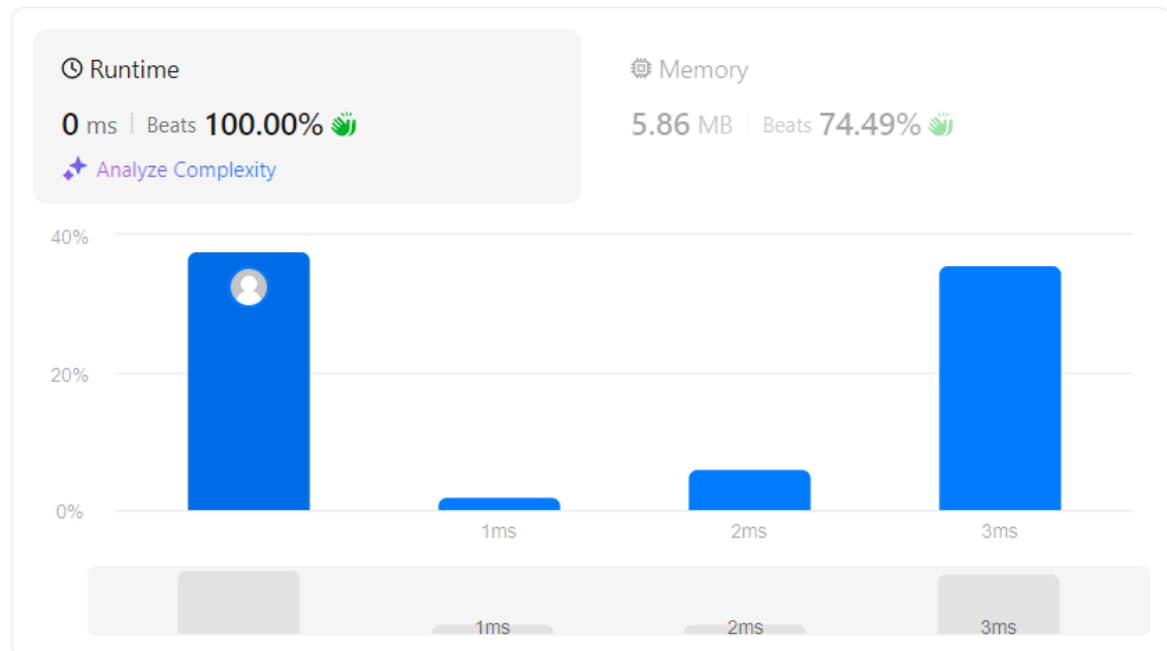 Runtime
0 ms | Beats 100.00%
Analyze Complexity
Memory
5.86 MB | Beats 74.49%
40%
20%
0%
1ms 2ms 3ms
1ms 2ms 3ms